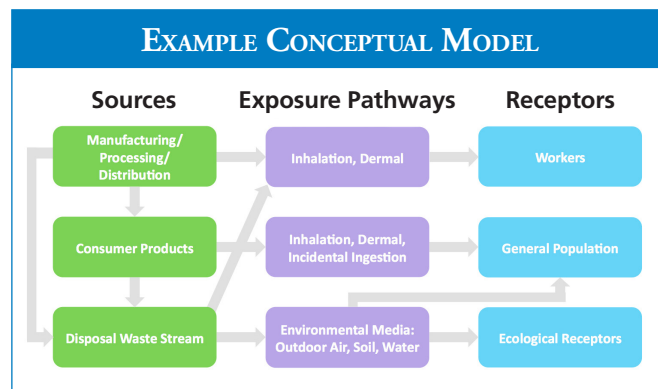 EXAMPLE CONCEPTUAL MODEL
Sources
Exposure Pathways
Receptors
Manufacturing/
Processing/
Distribution
Inhalation, Dermal
Workers
Consumer Products
Inhalation, Dermal,
Incidental Ingestion
General Population
Disposal Waste Stream
Environmental Media:
Outdoor Air, Soil, Water
Ecological Receptors